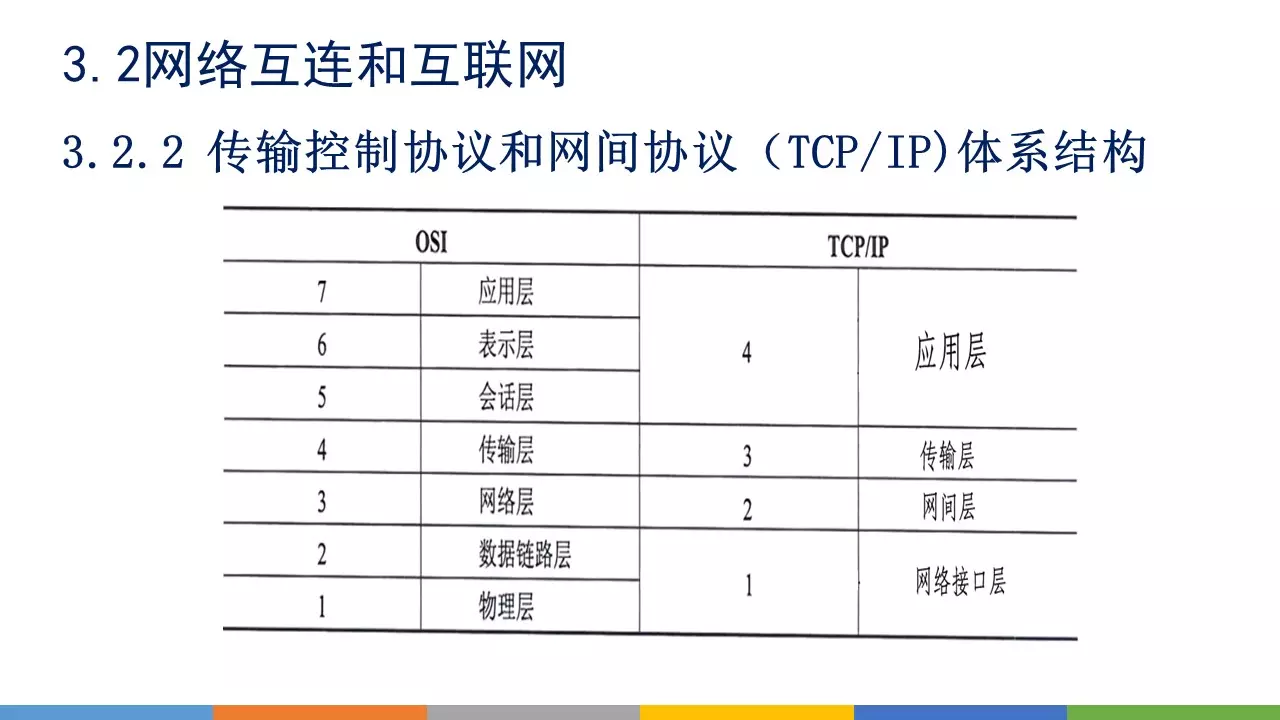 3.2网络互连和互联网
3.2.2 传输控制协议和网间协议（TCP/IP)体系结构
OSI TCP/IP
7 应用层
6 表示层
5 会话层
4 应用层
4 传输层
3 传输层
3 网络层
2 网间层
2 数据链路层
1 物理层
1 网络接口层